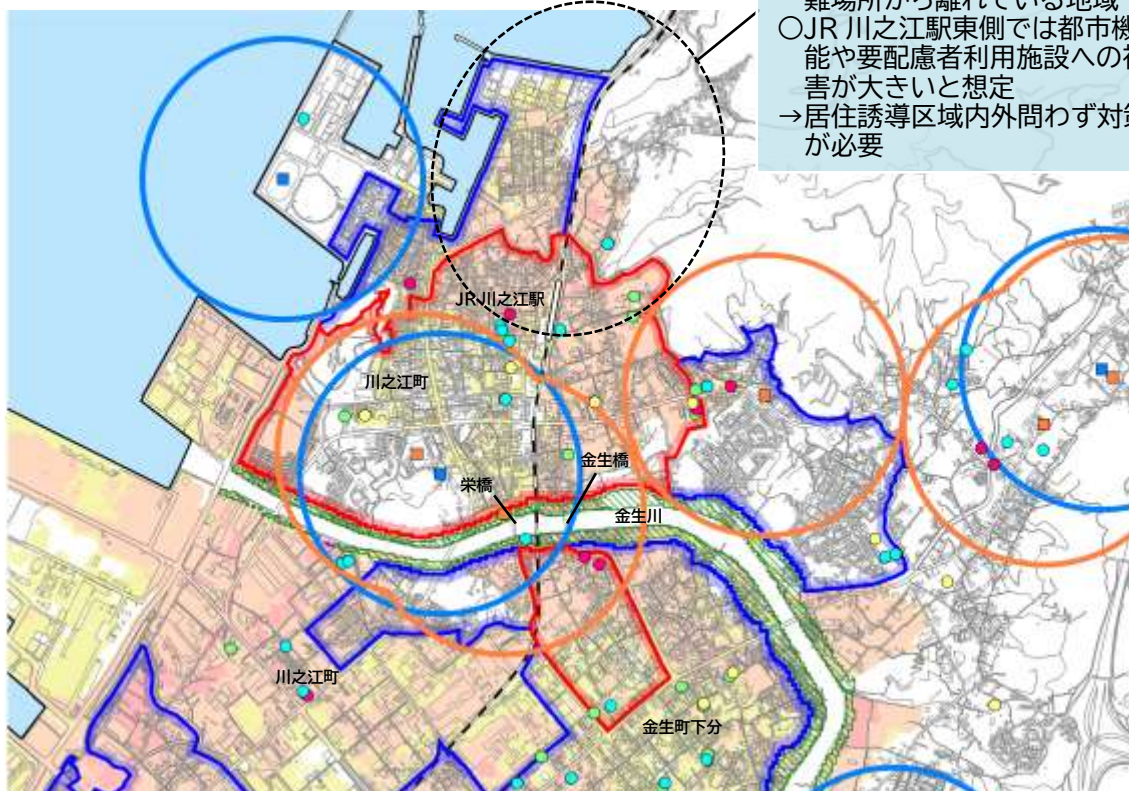 難場所から離れている地域
○JR 川之江駅東側では都市機
能や要配慮者利用施設への被
害が大きいと想定
→居住誘導区域内外問わず対策
が必要
JR川之江駅
川之江町
金生橋
栄橋
金生川
川之江町
金生町下分